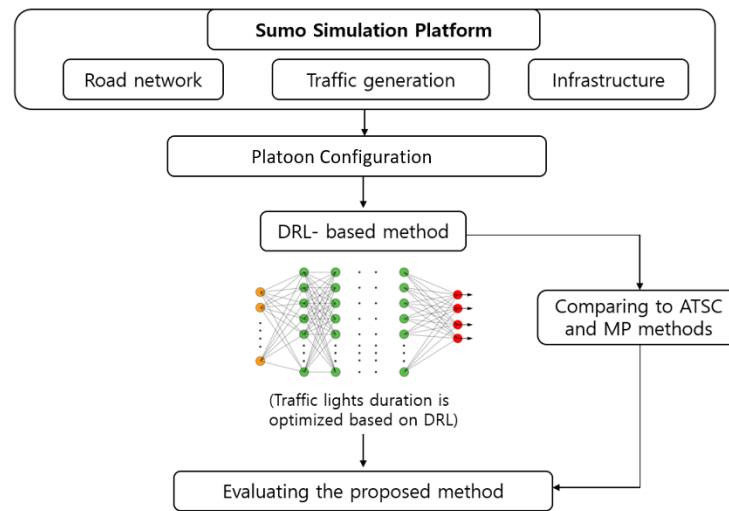 Sumo Simulation Platform
Road network
Traffic generation
Infrastructure
Platoon Configuration
DRL- based method
Comparing to ATSC
and MP methods
(Traffic lights duration is
optimized based on DRL)
Evaluating the proposed method